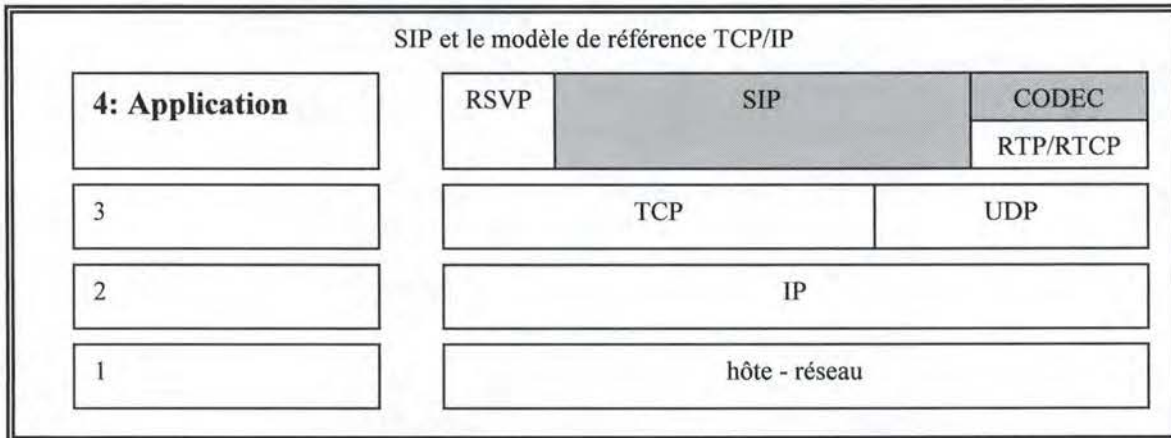 SIP et le modèle de référence TCP/IP
4: Application
RSVP
SIP
CODEC
RTP/RTCP
3
TCP
UDP
2
IP
1
hôte - réseau